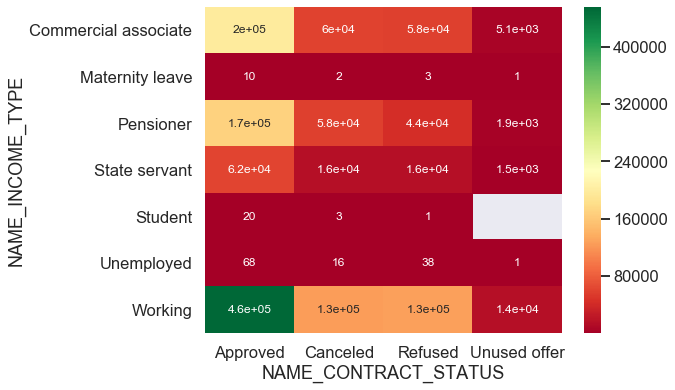 Commercial associate 2e+05 6e+04 5.8e+04 5.1e+03
Maternity leave 10 2 3 1
Pensioner 1.7e+05 5.8e+04 4.4e+04 1.9e+03
State servant 6.2e+04 1.6e+04 1.6e+04 1.5e+03
Student 20 3 1
Unemployed 68 16 38 1
Working 4.6e+05 1.3e+05 1.3e+05 1.4e+04
Approved Canceled Refused Unused offer
NAME_CONTRACT_STATUS
NAME_INCOME_TYPE
400000
320000
240000
160000
80000